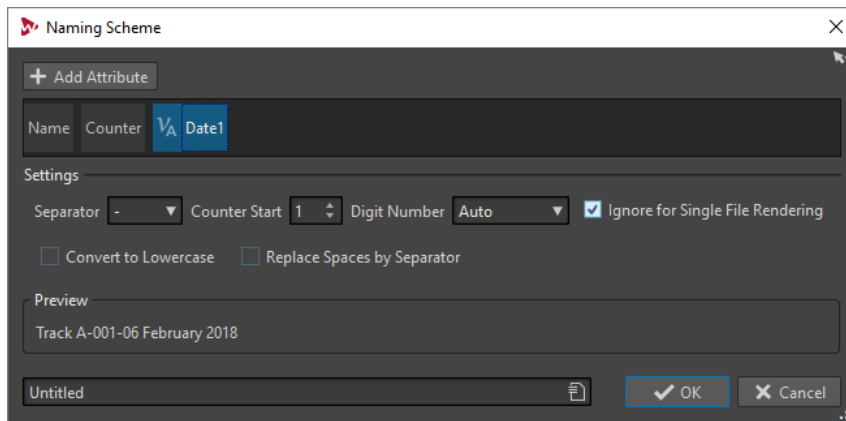 Naming Scheme
Add Attribute
Name Counter VA Date1
Settings
Separator - Counter Start 1 Digit Number Auto Ignore for Single File Rendering
Convert to Lowercase Replace Spaces by Separator
Preview
Track A-001-06 February 2018
Untitled OK Cancel